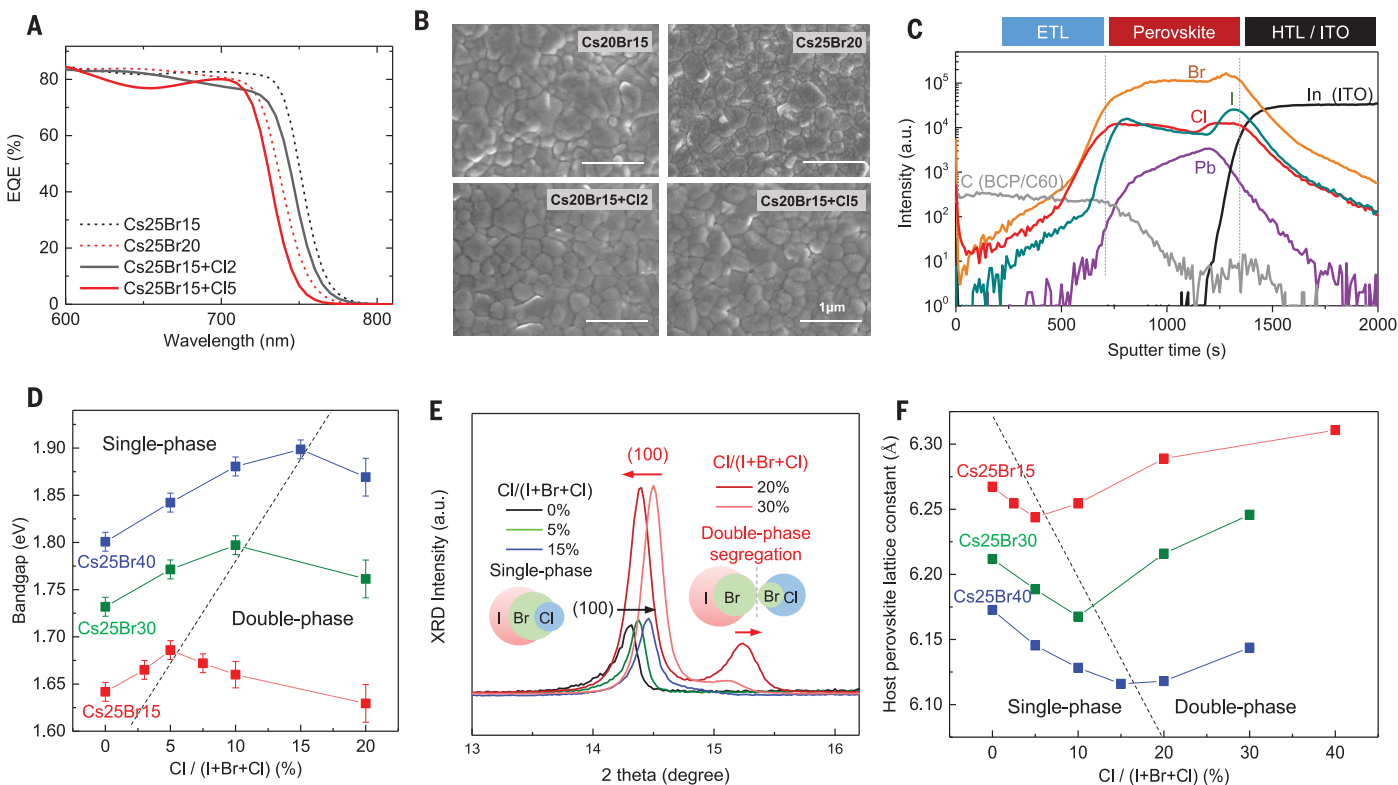 A
EQE (%)
80
60
40
20
0
Cs25Br15
Cs25Br20
Cs25Br15+Cl2
Cs25Br15+Cl5
600
700
800
Wavelength (nm)
B
Cs20Br15
Cs25Br20
Cs20Br15+Cl2
Cs20Br15+Cl5
1µm
C
ETL
Perovskite
HTL / ITO
Intensity (a.u.)
10^5
10^4
10^3
10^2
10^1
10^0
Br
I
In (ITO)
Cl
Pb
C (BCP/C60)
0
500
1000
1500
2000
Sputter time (s)
D
Bandgap (eV)
1.90
1.85
1.80
1.75
1.70
1.65
1.60
Single-phase
Cs25Br40
Cs25Br30
Double-phase
Cs25Br15
0
5
10
15
20
Cl / (I+Br+Cl) (%)
E
XRD Intensity (a.u.)
(100)
Cl/(I+Br+Cl)
0%
5%
15%
Single-phase
I Br Cl
(100)
Cl/(I+Br+Cl)
20%
30%
Double-phase
segregation
I Br Br Cl
13
14
15
16
2 theta (degree)
F
Host perovskite lattice constant (Å)
6.30
6.25
6.20
6.15
6.10
Cs25Br15
Cs25Br30
Cs25Br40
Single-phase
Double-phase
0
10
20
30
40
Cl / (I+Br+Cl) (%)